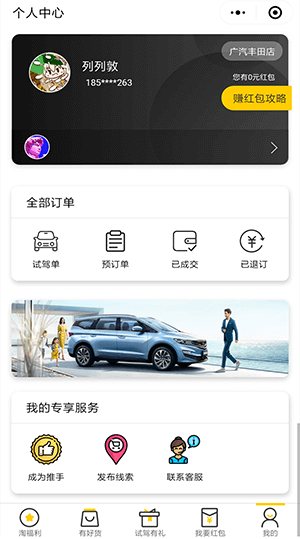 个人中心
广汽丰田店
列列敦
185****263
您有0元红包
赚红包攻略
全部订单
试驾单
预订单
已成交
已退订
我的专享服务
成为推手
发布线索
联系客服
淘福利
有好货
试驾有礼
我要红包
我的